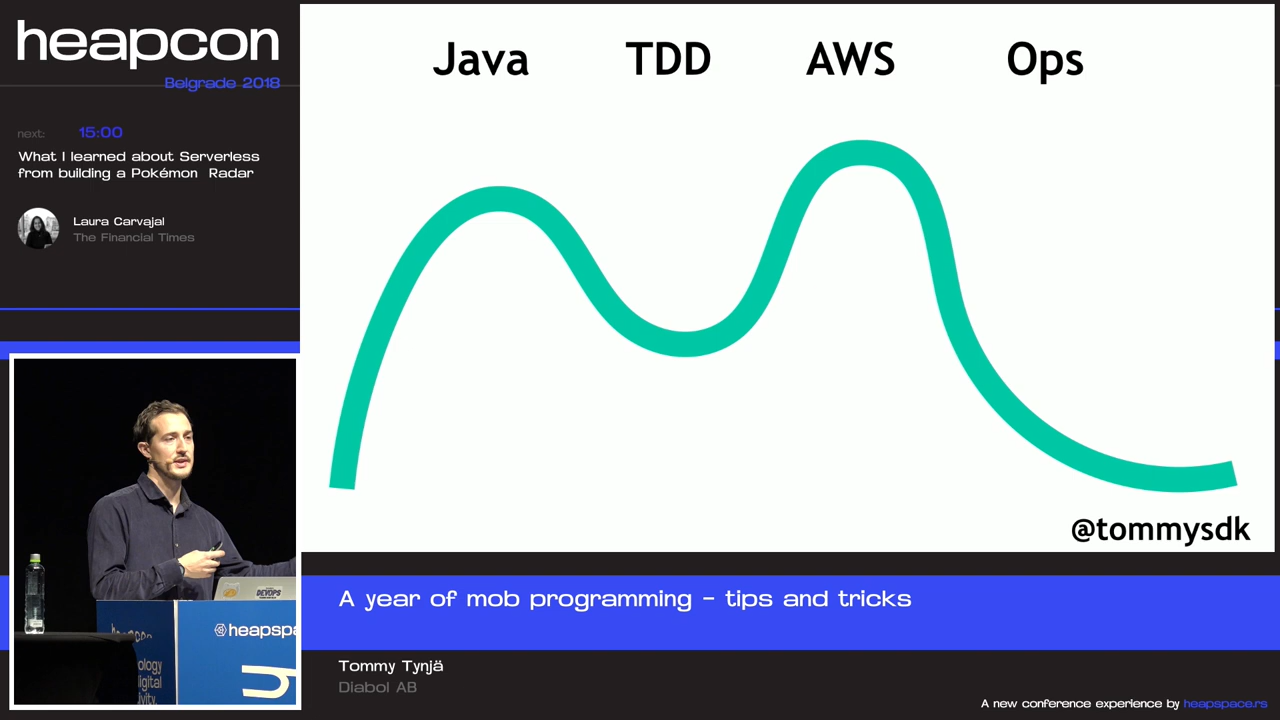 heapcon
Belgrade 2018
next: 15:00
What I learned about Serverless
from building a Pokémon Radar
Laura Carvajal
The Financial Times
Java TDD AWS Ops
@tommysdk
DEVOPS
heapspa
A year of mob programming - tips and tricks
Tommy Tynjä
Diabol AB
A new conference experience by heapspace.rs